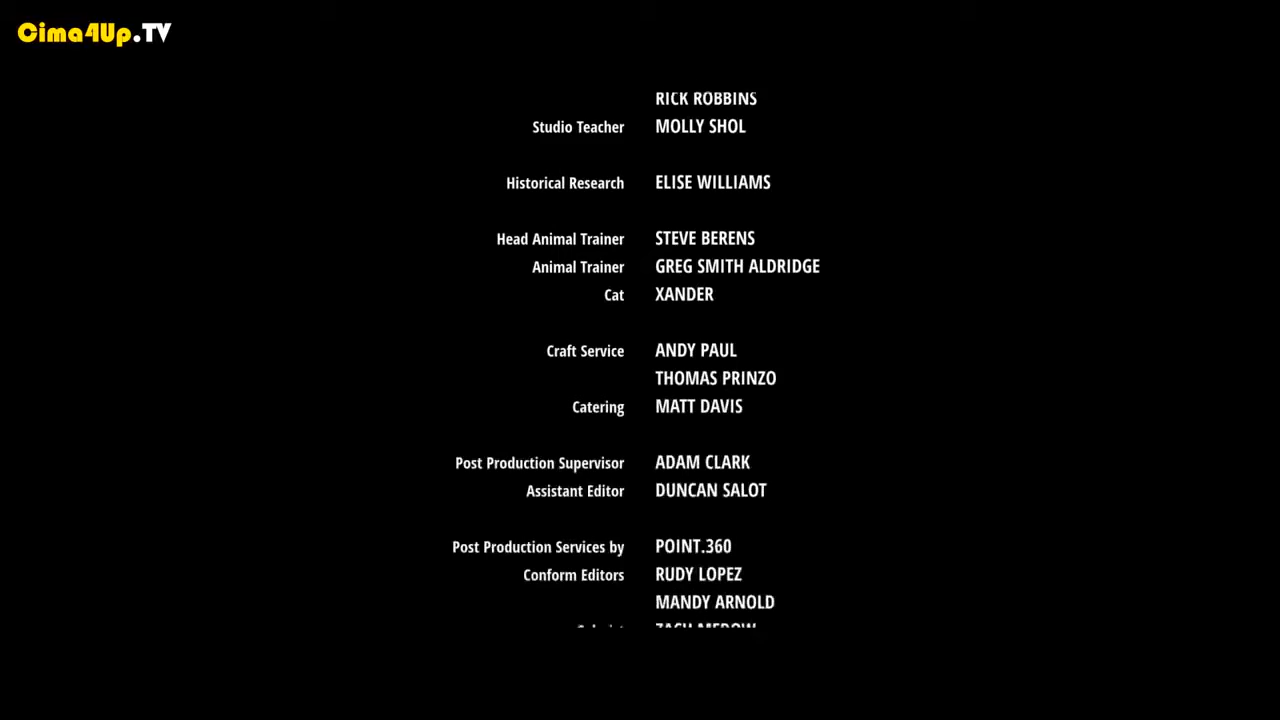 Cima4Up.TV
RICK ROBBINS
Studio Teacher MOLLY SHOL
Historical Research ELISE WILLIAMS
Head Animal Trainer STEVE BERENS
Animal Trainer GREG SMITH ALDRIDGE
Cat XANDER
Craft Service ANDY PAUL
THOMAS PRINZO
Catering MATT DAVIS
Post Production Supervisor ADAM CLARK
Assistant Editor DUNCAN SALOT
Post Production Services by POINT.360
Conform Editors RUDY LOPEZ
MANDY ARNOLD